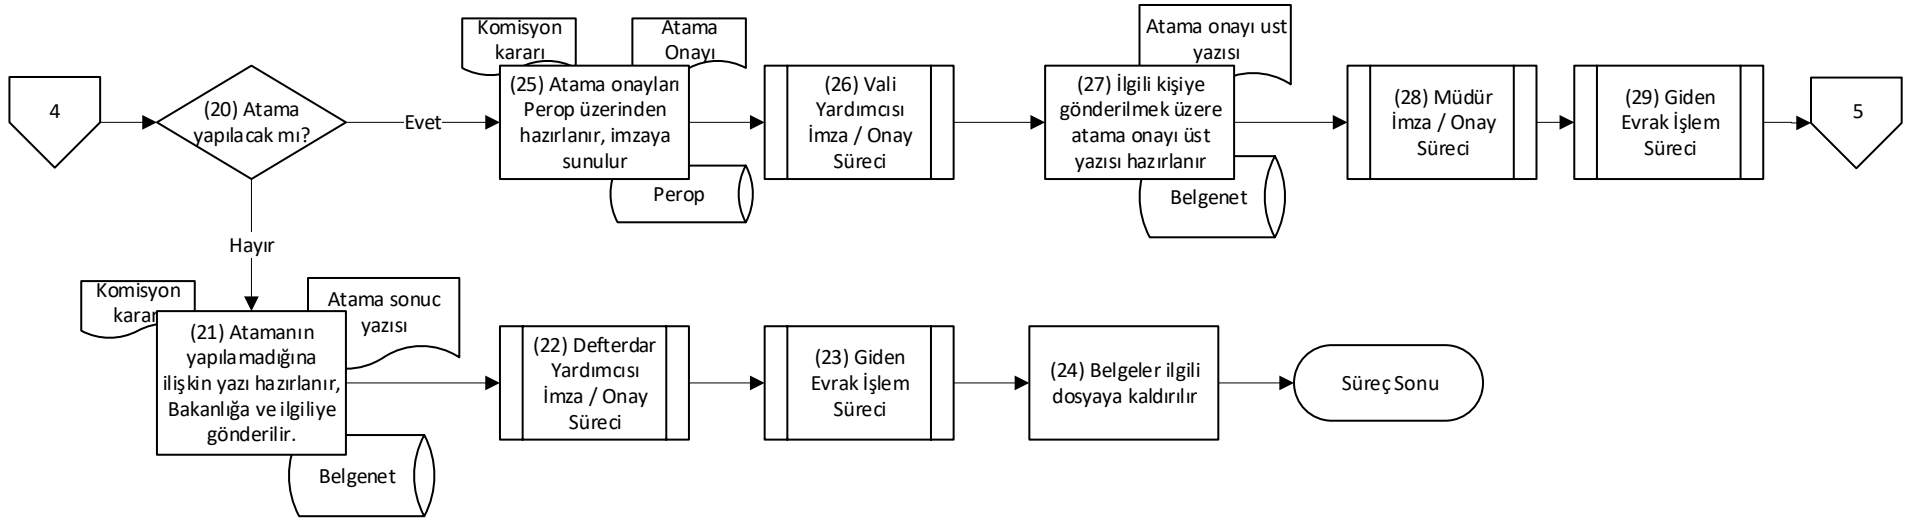 4
(20) Atama
yapılacak mı?
Evet
Komisyon
kararı
Atama
Onayı
(25) Atama onayları
Perop üzerinden
hazırlanır, imzaya
sunulur
Perop
(26) Vali
Yardımcısı
İmza / Onay
Süreci
Atama onayı ust
yazısı
(27) İlgili kişiye
gönderilmek üzere
atama onayı üst
yazısı hazırlanır
Belgenet
(28) Müdür
İmza / Onay
Süreci
(29) Giden
Evrak İşlem
Süreci
5
Hayır
Komisyon
karar
Atama sonuc
yazısı
(21) Atamanın
yapılamadığına
ilişkin yazı hazırlanır,
Bakanlığa ve ilgiliye
gönderilir.
Belgenet
(22) Defterdar
Yardımcısı
İmza / Onay
Süreci
(23) Giden
Evrak İşlem
Süreci
(24) Belgeler ilgili
dosyaya kaldırılır
Süreç Sonu